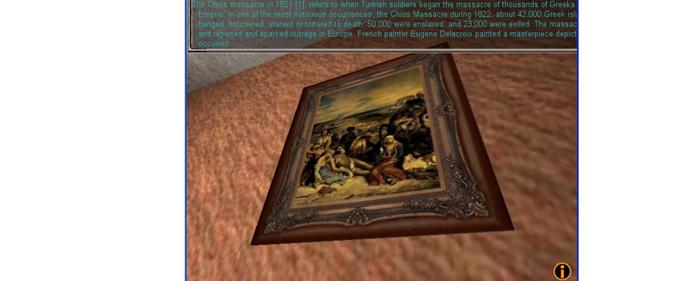 The Chios massacre in 1821 [1], refers to when Turkish soldiers began the massacre of thousands of Greeks
Empire. In one of the most notorious occurrences, the Chios Massacre during 1822, about 42,000 Greek isl
hanged, butchered, starved or tortured to death; 50,000 were enslaved; and 23,000 were exiled. The massac
and reported and sparked outrage in Europe. French painter Eugene Delacroix painted a masterpiece depict
occurred.
i